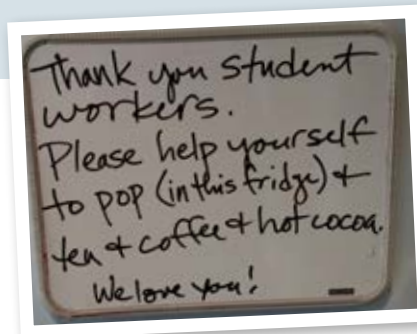 Thank you student
workers.
Please help yourself
to pop (in this fridge) +
tea + coffee + hot cocoa.
We love you!